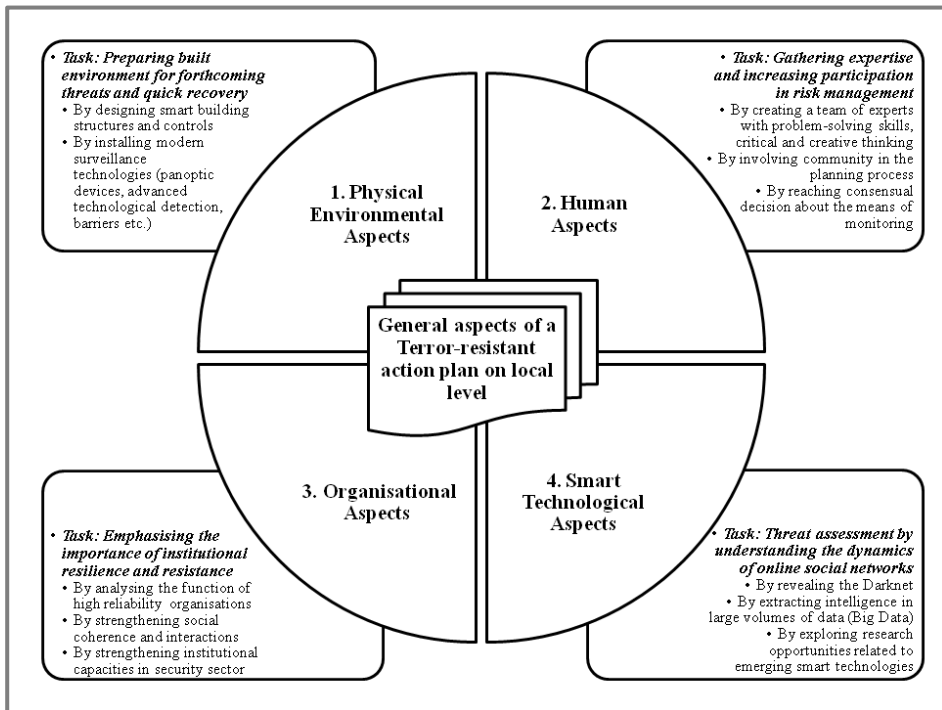 • Task: Preparing built
environment for forthcoming
threats and quick recovery
• By designing smart building
structures and controls
• By installing modern
surveillance
technologies (panoptic
devices, advanced
technological detection,
barriers etc.)
1. Physical
Environmental
Aspects
• Task: Gathering expertise
and increasing participation
in risk management
• By creating a team of experts
with problem-solving skills,
critical and creative thinking
• By involving community in the
planning process
• By reaching consensual
decision about the means of
monitoring
2. Human
Aspects
General aspects of a
Terror-resistant
action plan on local
level
3. Organisational
Aspects
• Task: Emphasising the
importance of institutional
resilience and resistance
• By analysing the function of
high reliability organisations
• By strengthening social
coherence and interactions
• By strengthening institutional
capacities in security sector
4. Smart
Technological
Aspects
• Task: Threat assessment by
understanding the dynamics
of online social networks
• By revealing the Darknet
• By extracting intelligence in
large volumes of data (Big Data)
• By exploring research
opportunities related to
emerging smart technologies